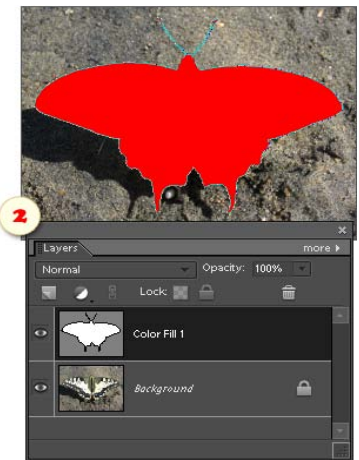 2
Layers
more
Normal
Opacity: 100%
Lock:
Color Fill 1
Background